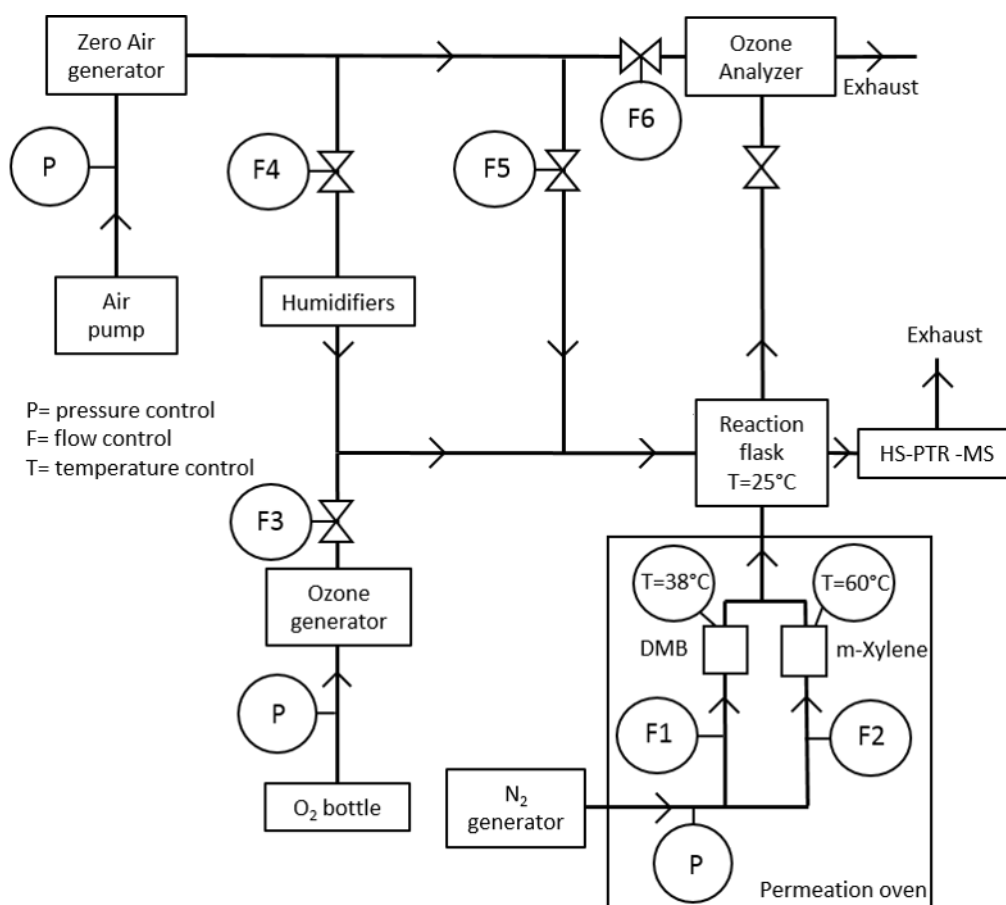 Zero Air
generator
Ozone
Analyzer
Exhaust
F6
P
F4
F5
Air
pump
Humidifiers
Exhaust
P= pressure control
F= flow control
T= temperature control
Reaction
flask
T=25°C
HS-PTR -MS
F3
Ozone
generator
T=38°C
T=60°C
DMB
m-Xylene
P
F1
F2
O₂ bottle
N₂
generator
P
Permeation oven